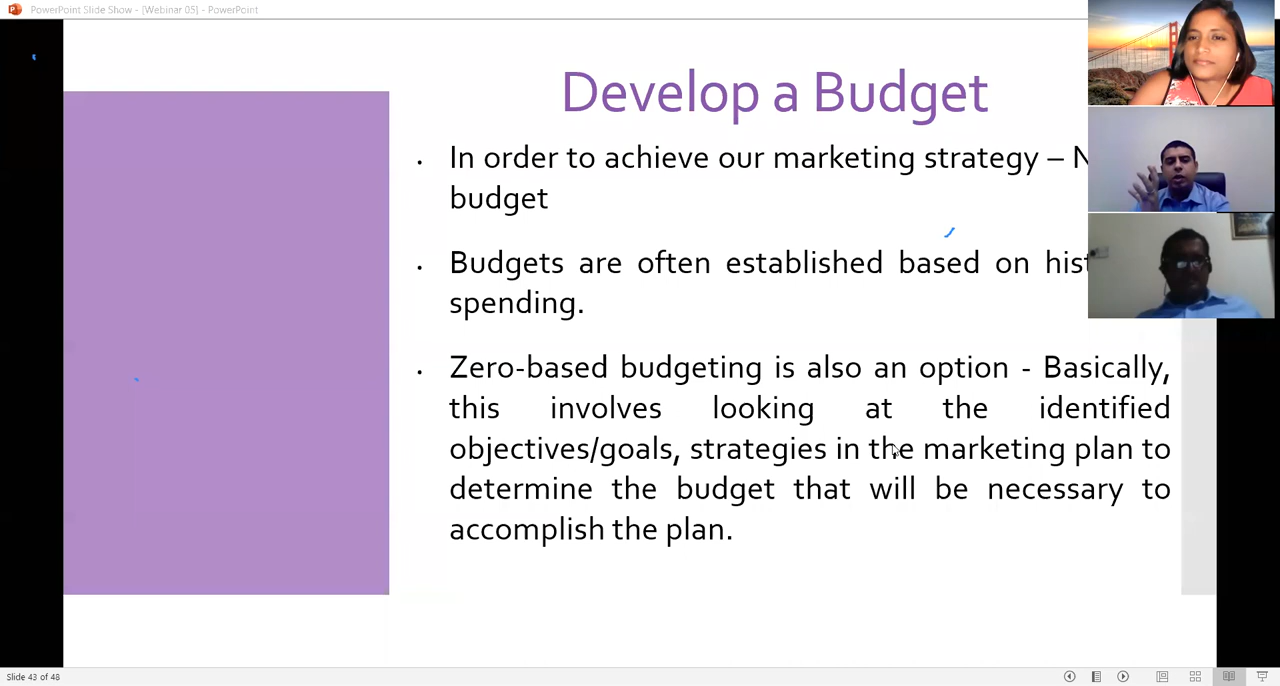 PowerPoint Slide Show - [Webinar 05] - PowerPoint
Develop a Budget
• In order to achieve our marketing strategy –
budget
• Budgets are often established based on
spending.
• Zero-based budgeting is also an option - Basically,
this involves looking at the identified
objectives/goals, strategies in the marketing plan to
determine the budget that will be necessary to
accomplish the plan.
Slide 43 of 48